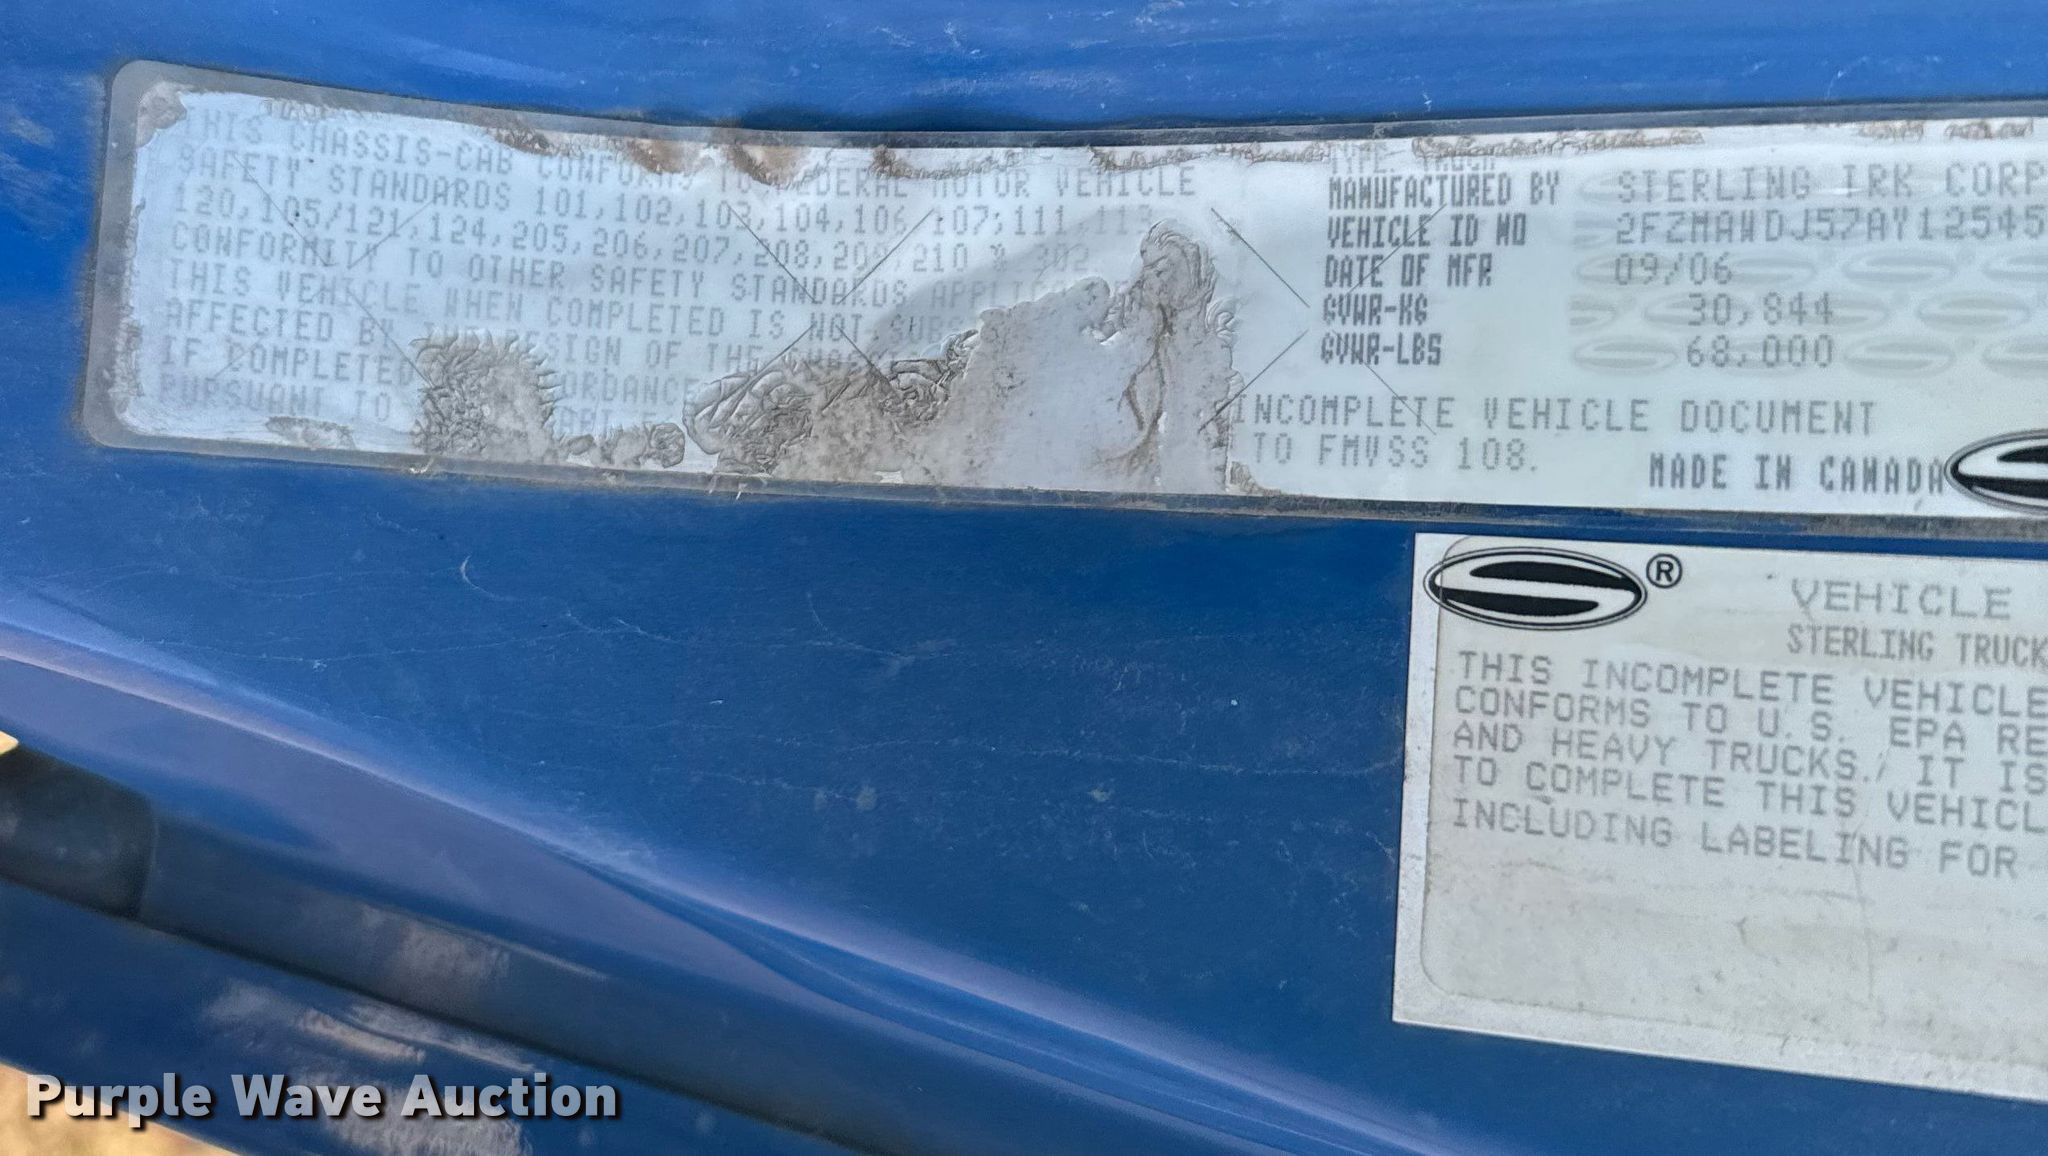 THIS CHASSIS-CAB CONFORMS TO FEDERAL MOTOR VEHICLE
SAFETY STANDARDS 101,102,103,104,106,107,111,113,
120,105/121,124,205,206,207,208,209,210 & 302
CONFORMITY TO OTHER SAFETY STANDARDS
THIS VEHICLE WHEN COMPLETED IS NOT
AFFECTED BY THE DESIGN OF THE
IF COMPLETED
PURSUANT TO
TYPE: TRUCK
MANUFACTURED BY STERLING TRK CORP
VEHICLE ID NO 2FZMAWDJ57AY12545
DATE OF MFR 09/06
GVWR-KG 30,844
GVWR-LBS 68,000
INCOMPLETE VEHICLE DOCUMENT
TO FMVSS 108.
MADE IN CANADA
®
VEHICLE
STERLING TRUCK
THIS INCOMPLETE VEHICLE
CONFORMS TO U.S. EPA RE
AND HEAVY TRUCKS. IT IS
TO COMPLETE THIS VEHICL
INCLUDING LABELING FOR
Purple Wave Auction